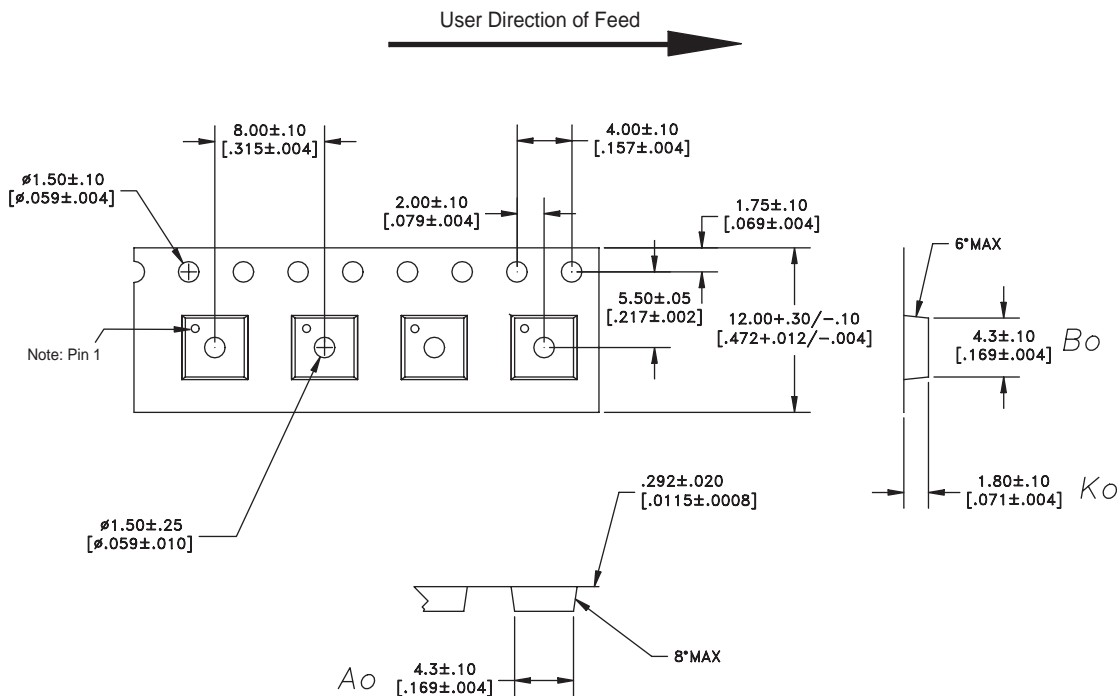 User Direction of Feed
8.00±.10
[.315±.004]
4.00±.10
[.157±.004]
ø1.50±.10
[ø.059±.004]
2.00±.10
[.079±.004]
1.75±.10
[.069±.004]
6°MAX
5.50±.05
[.217±.002]
12.00+.30/-.10
[.472+.012/-.004]
4.3±.10
[.169±.004]
Bo
Note: Pin 1
.292±.020
[.0115±.0008]
1.80±.10
[.071±.004]
Ko
ø1.50±.25
[ø.059±.010]
8°MAX
Ao
4.3±.10
[.169±.004]